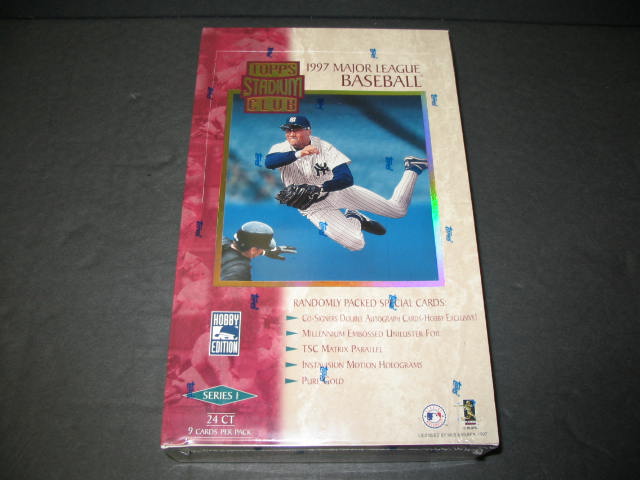 TOPPS
STADIUM
CLUB
1997 MAJOR LEAGUE
BASEBALL
NY
RANDOMLY PACKED SPECIAL CARDS:
CO-SIGNERS DOUBLE AUTOGRAPH CARDS-HOBBY EXCLUSIVE!
MILLENNIUM EMBOSSED UNILUSTER FOIL
TSC MATRIX PARALLEL
INSTAVISION MOTION HOLOGRAMS
PURE GOLD
HOBBY
EDITION
SERIES 1
24 CT
9 CARDS PER PACK